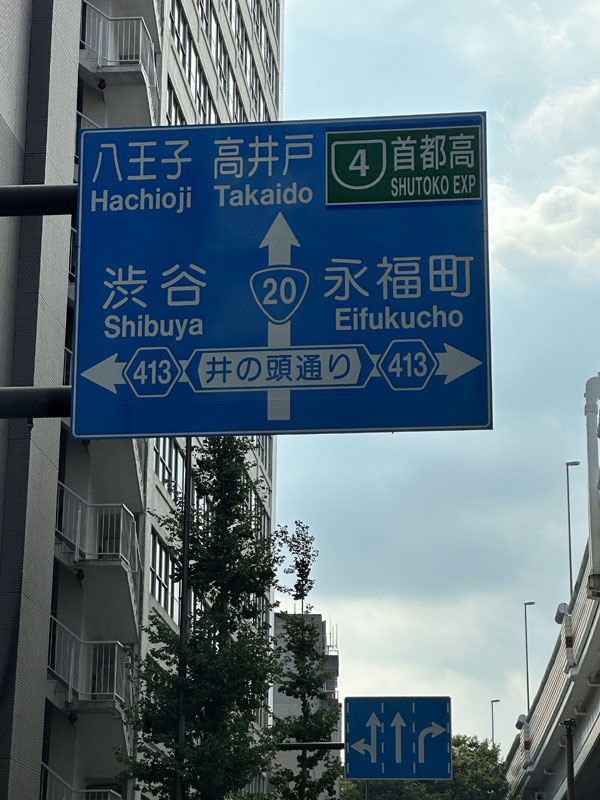 八王子 高井戸
Hachioji Takaido
4 首都高
SHUTOKO EXP
渋谷 20 永福町
Shibuya Eifukucho
413 井の頭通り 413